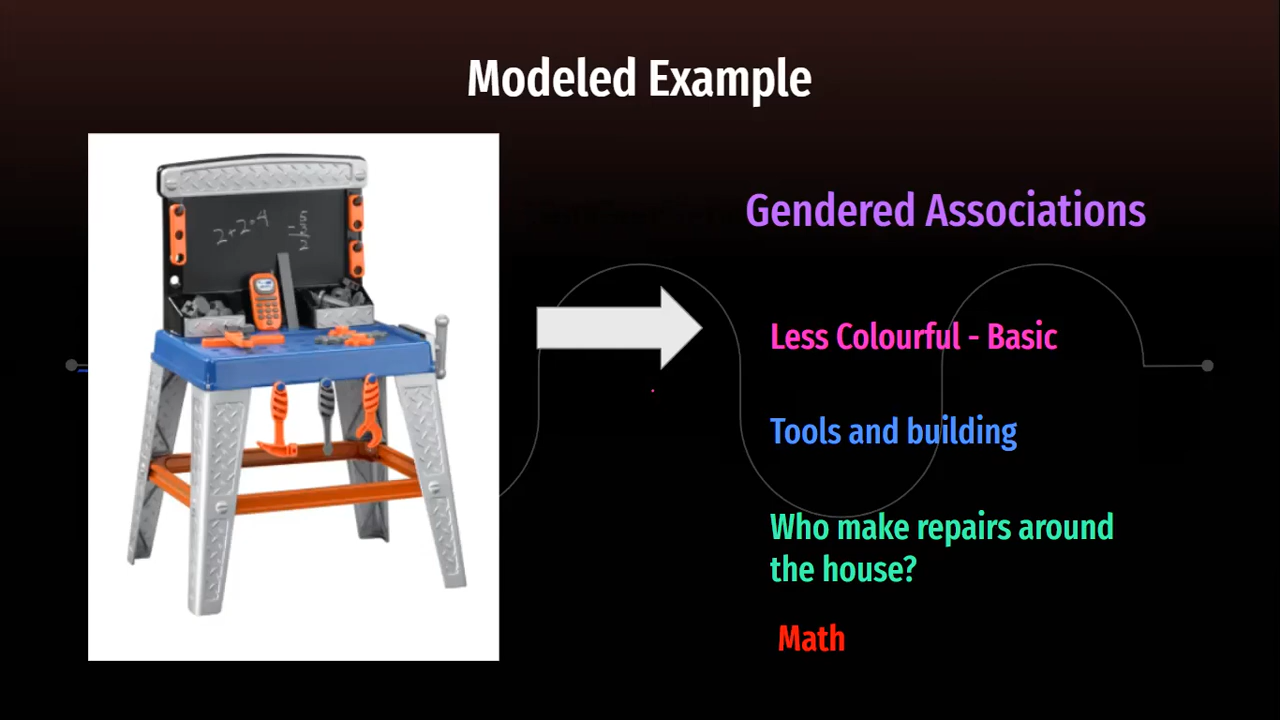 Modeled Example
Gendered Associations
2+2=4
Less Colourful - Basic
Tools and building
Who make repairs around
the house?
Math